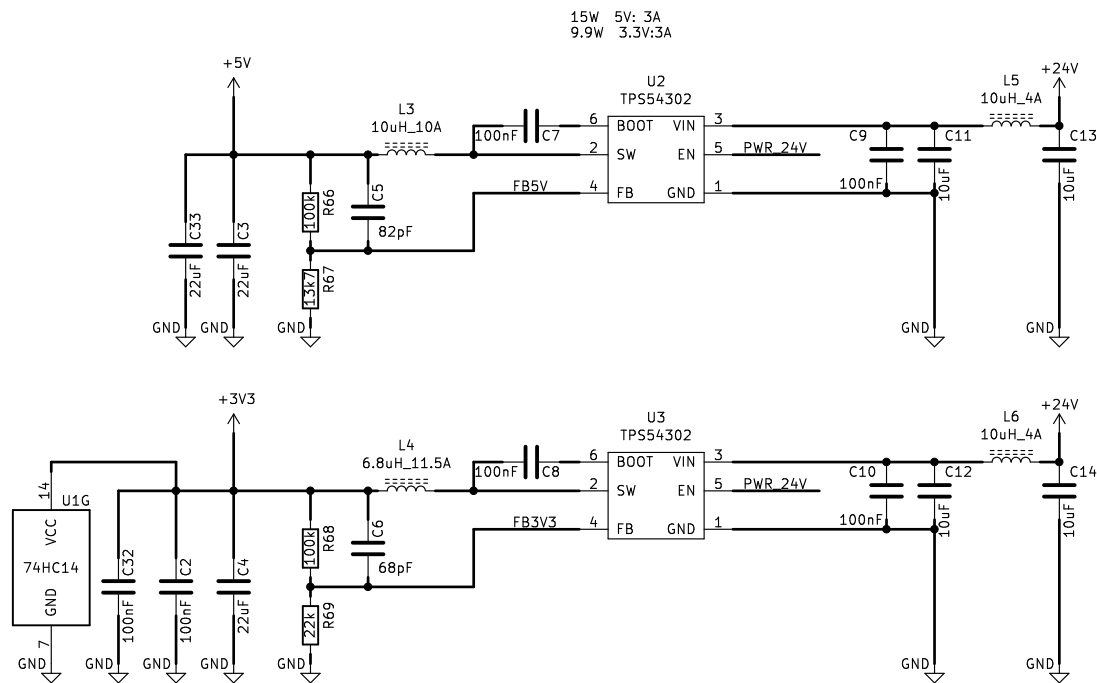 15W 5V: 3A
9.9W 3.3V:3A
+5V
L3
10uH_10A
100nF C7
U2
TPS54302
6 BOOT VIN 3
2 SW EN 5
4 FB GND 1
PWR_24V
FB5V
L5
10uH_4A
+24V
C9
100nF
C11
10uF
C13
10uF
C33
22uF
C3
22uF
100k
R66
C5
82pF
13k7
R67
GND
GND
GND
GND
GND
+3V3
L4
6.8uH_11.5A
100nF C8
U3
TPS54302
6 BOOT VIN 3
2 SW EN 5
4 FB GND 1
PWR_24V
FB3V3
L6
10uH_4A
+24V
C10
100nF
C12
10uF
C14
10uF
14
U1G
VCC
74HC14
GND
7
C32
100nF
C2
100nF
C4
22uF
100k
R68
C6
68pF
22k
R69
GND
GND
GND
GND
GND
GND
GND